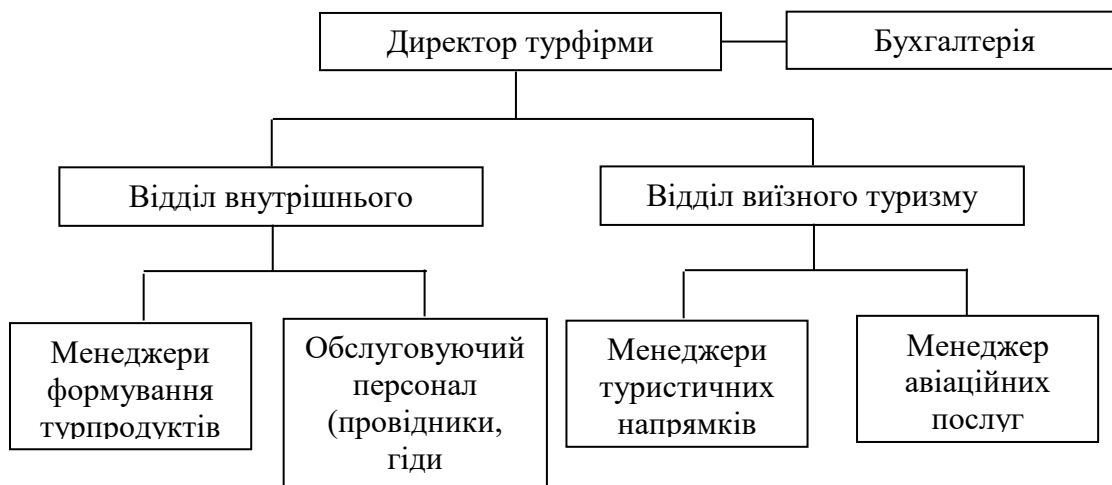 Директор турфірми
Бухгалтерія
Відділ внутрішнього
Відділ виїзного туризму
Менеджери
формування
турпродуктів
Обслуговуючий
персонал
(провідники,
гіди
Менеджери
туристичних
напрямків
Менеджер
авіаційних
послуг